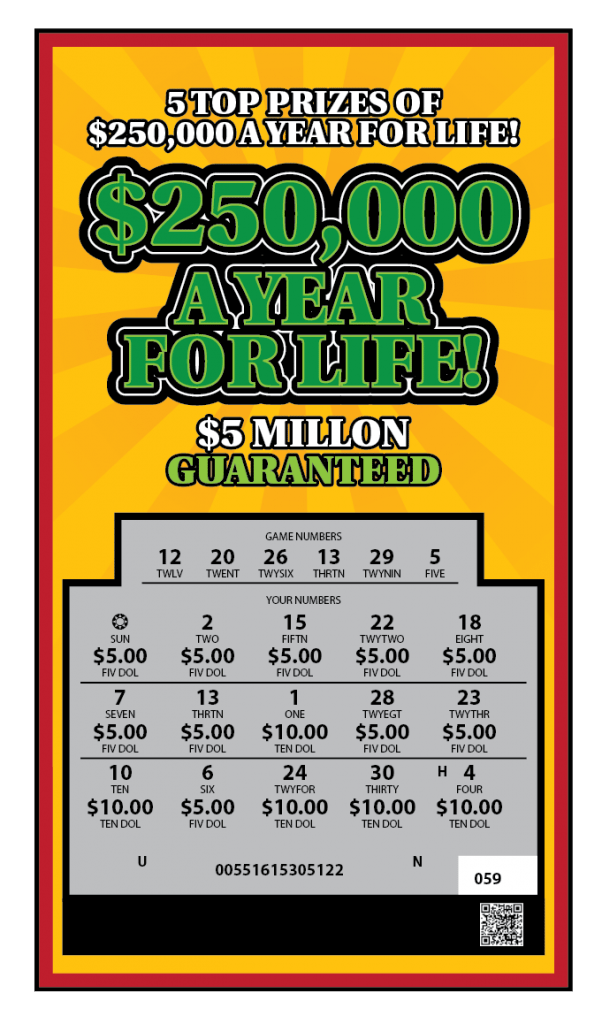 5 TOP PRIZES OF
$250,000 A YEAR FOR LIFE!
$250,000
A YEAR
FOR LIFE!
$5 MILLON
GUARANTEED
GAME NUMBERS
12 20 26 13 29 5
TWLV TWENT TWYSIX THRTN TWYNIN FIVE
YOUR NUMBERS
2 15 22 18
SUN TWO FIFTN TWYTWO EIGHT
$5.00 $5.00 $5.00 $5.00 $5.00
FIV DOL FIV DOL FIV DOL FIV DOL FIV DOL
7 13 1 28 23
SEVEN THRTN ONE TWYEGT TWYTHR
$5.00 $5.00 $10.00 $5.00 $5.00
FIV DOL FIV DOL TEN DOL FIV DOL FIV DOL
10 6 24 30 H 4
TEN SIX TWYFOR THIRTY FOUR
$10.00 $5.00 $10.00 $10.00 $10.00
TEN DOL FIV DOL TEN DOL TEN DOL TEN DOL
U 00551615305122 N
059